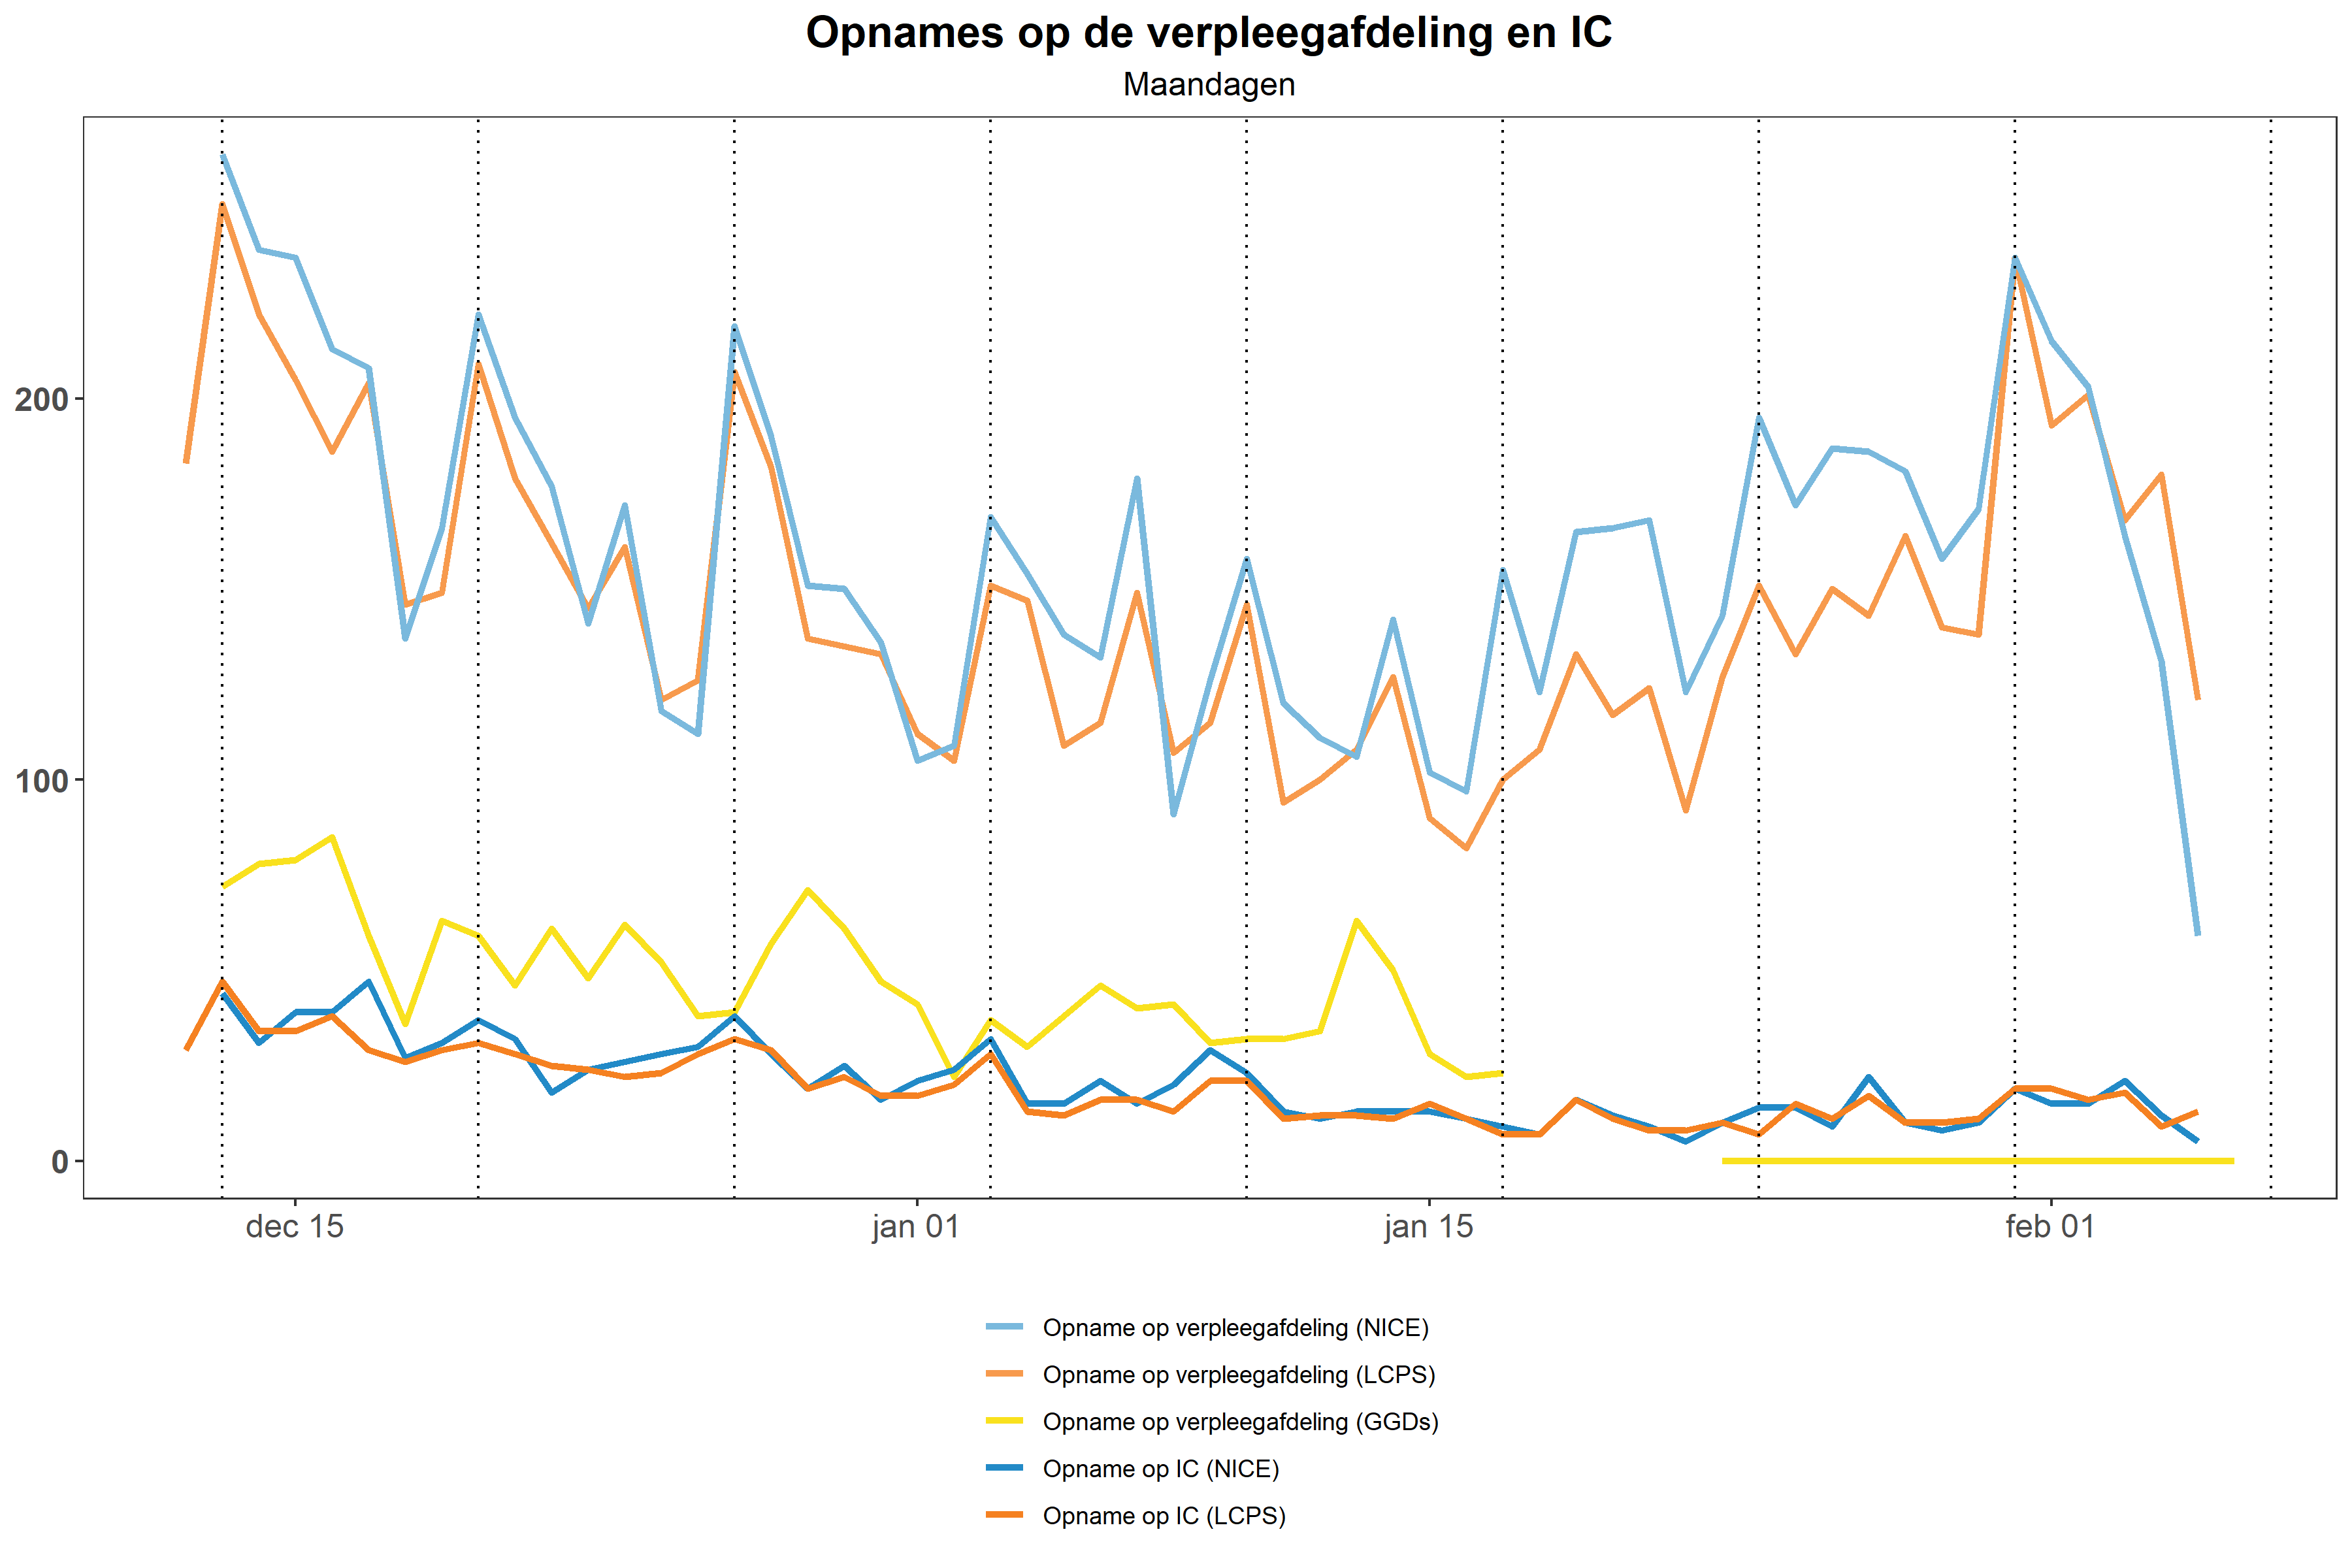 Opnames op de verpleegafdeling en IC
Maandagen
200
100
0
dec 15
jan 01
jan 15
feb 01
Opname op verpleegafdeling (NICE)
Opname op verpleegafdeling (LCPS)
Opname op verpleegafdeling (GGDs)
Opname op IC (NICE)
Opname op IC (LCPS)